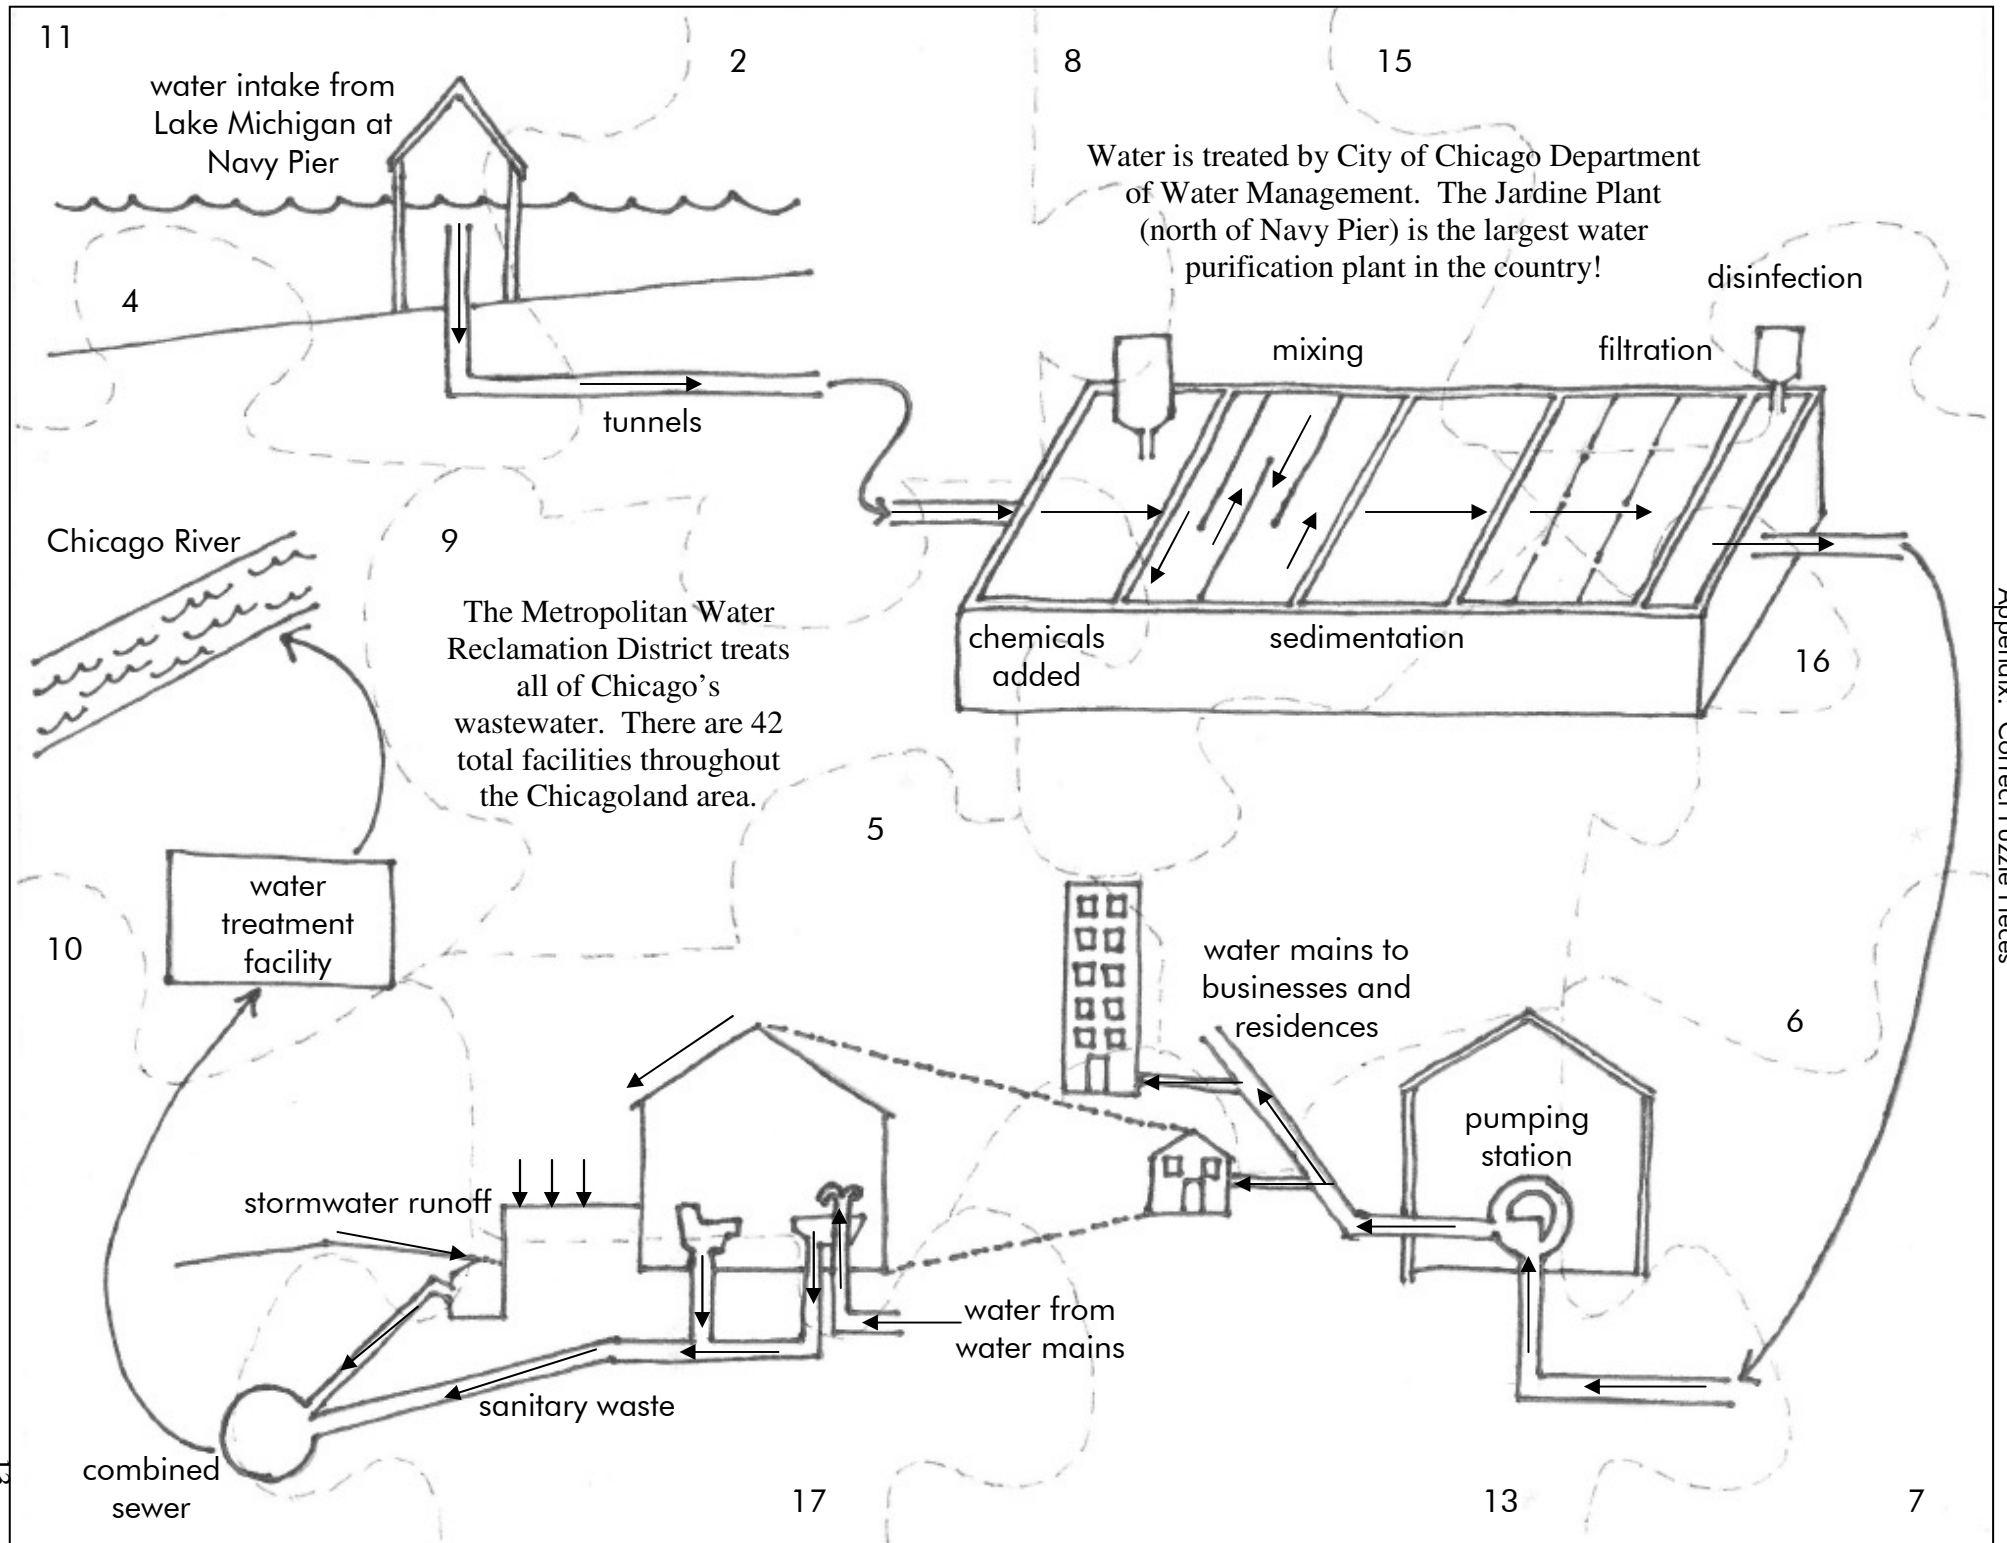 11
2
8
15
water intake from
Lake Michigan at
Navy Pier
Water is treated by City of Chicago Department
of Water Management. The Jardine Plant
(north of Navy Pier) is the largest water
purification plant in the country!
disinfection
4
mixing
filtration
tunnels
Chicago River
9
The Metropolitan Water
Reclamation District treats
all of Chicago's
wastewater. There are 42
total facilities throughout
the Chicagoland area.
chemicals
added
sedimentation
16
5
water
treatment
facility
10
water mains to
businesses and
residences
6
pumping
station
stormwater runoff
water from
water mains
sanitary waste
combined
sewer
17
13
7
Appendix: Correct Puzzle Pieces